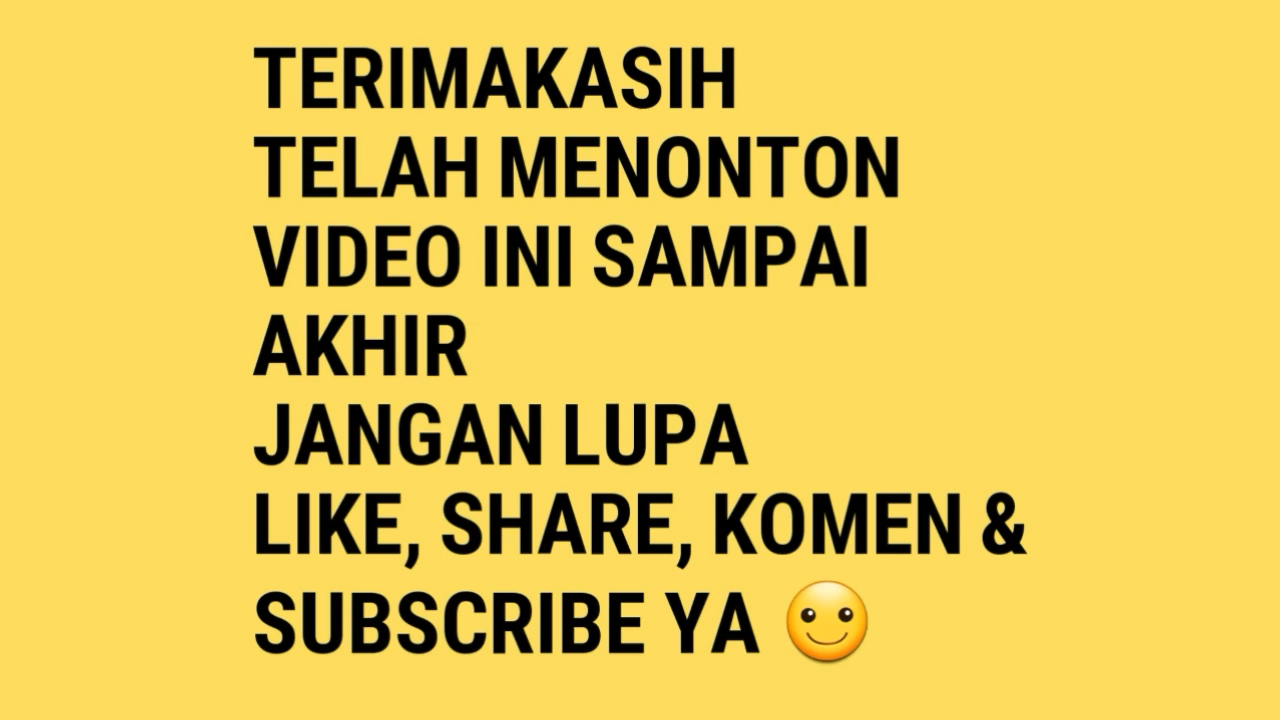 TERIMAKASIH
TELAH MENONTON
VIDEO INI SAMPAI
AKHIR
JANGAN LUPA
LIKE, SHARE, KOMEN &
SUBSCRIBE YA 🙂